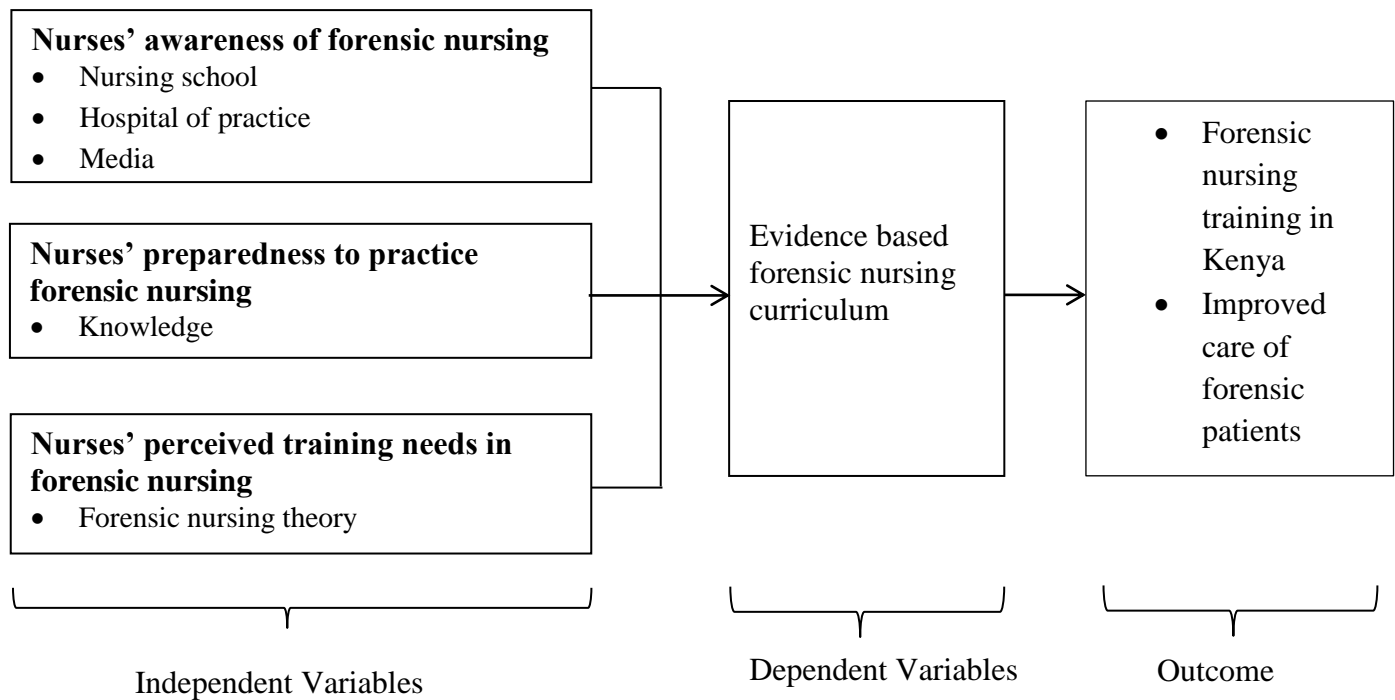 Nurses’ awareness of forensic nursing
• Nursing school
• Hospital of practice
• Media
Nurses’ preparedness to practice
forensic nursing
• Knowledge
Nurses’ perceived training needs in
forensic nursing
• Forensic nursing theory
Evidence based
forensic nursing
curriculum
• Forensic
nursing
training in
Kenya
• Improved
care of
forensic
patients
Independent Variables
Dependent Variables
Outcome